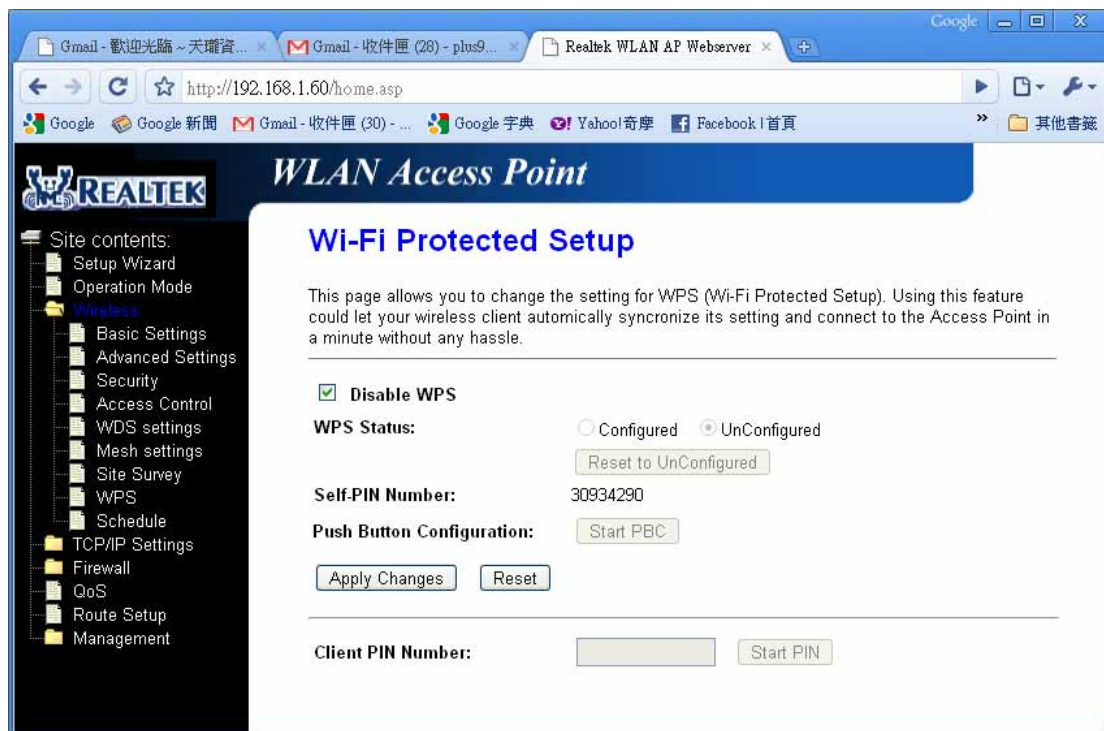 Google
Gmail - 歡迎光臨 ~ 天瓏資...
Gmail - 收件匣 (28) - plus9...
Realtek WLAN AP Webserver
http://192.168.1.60/home.asp
Google
Google 新聞
Gmail - 收件匣 (30) - ...
Google 字典
Yahoo!奇摩
Facebook | 首頁
»
其他書籤
REALTEK
WLAN Access Point
Site contents:
Setup Wizard
Operation Mode
Wireless
Basic Settings
Advanced Settings
Security
Access Control
WDS settings
Mesh settings
Site Survey
WPS
Schedule
TCP/IP Settings
Firewall
QoS
Route Setup
Management
Wi-Fi Protected Setup
This page allows you to change the setting for WPS (Wi-Fi Protected Setup). Using this feature
could let your wireless client automically syncronize its setting and connect to the Access Point in
a minute without any hassle.
Disable WPS
WPS Status:
Configured
UnConfigured
Reset to UnConfigured
Self-PIN Number:
30934290
Push Button Configuration:
Start PBC
Apply Changes
Reset
Client PIN Number:
Start PIN